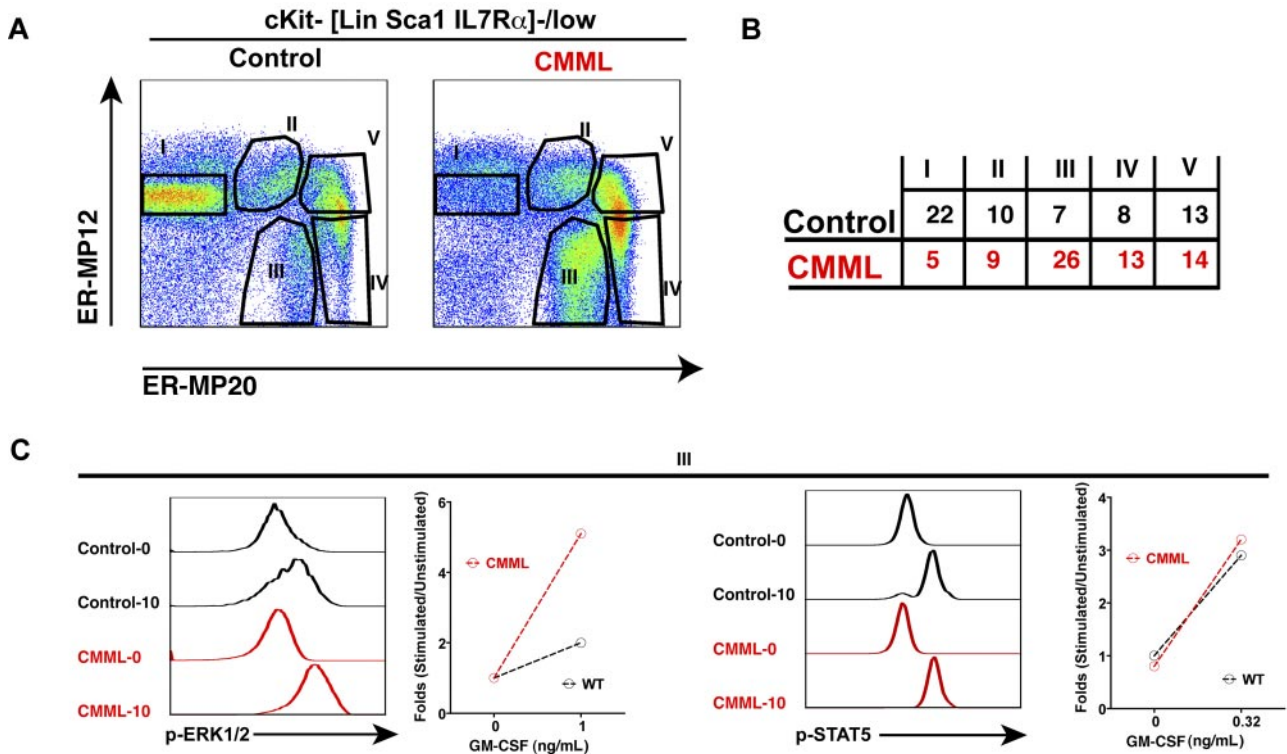 A
cKit- [Lin Sca1 IL7Rα]-/low
Control
CMML
ER-MP12
I
II
III
IV
V
I
II
III
IV
V
ER-MP20
B
I II III IV V
Control 22 10 7 8 13
CMML 5 9 26 13 14
C
III
Control-0
Control-10
CMML-0
CMML-10
p-ERK1/2
Folds (Stimulated/Unstimulated)
6
4
2
0
CMML
WT
0 1
GM-CSF (ng/mL)
Control-0
Control-10
CMML-0
CMML-10
p-STAT5
Folds (Stimulated/Unstimulated)
4
3
2
1
0
CMML
WT
0 0.32
GM-CSF (ng/mL)